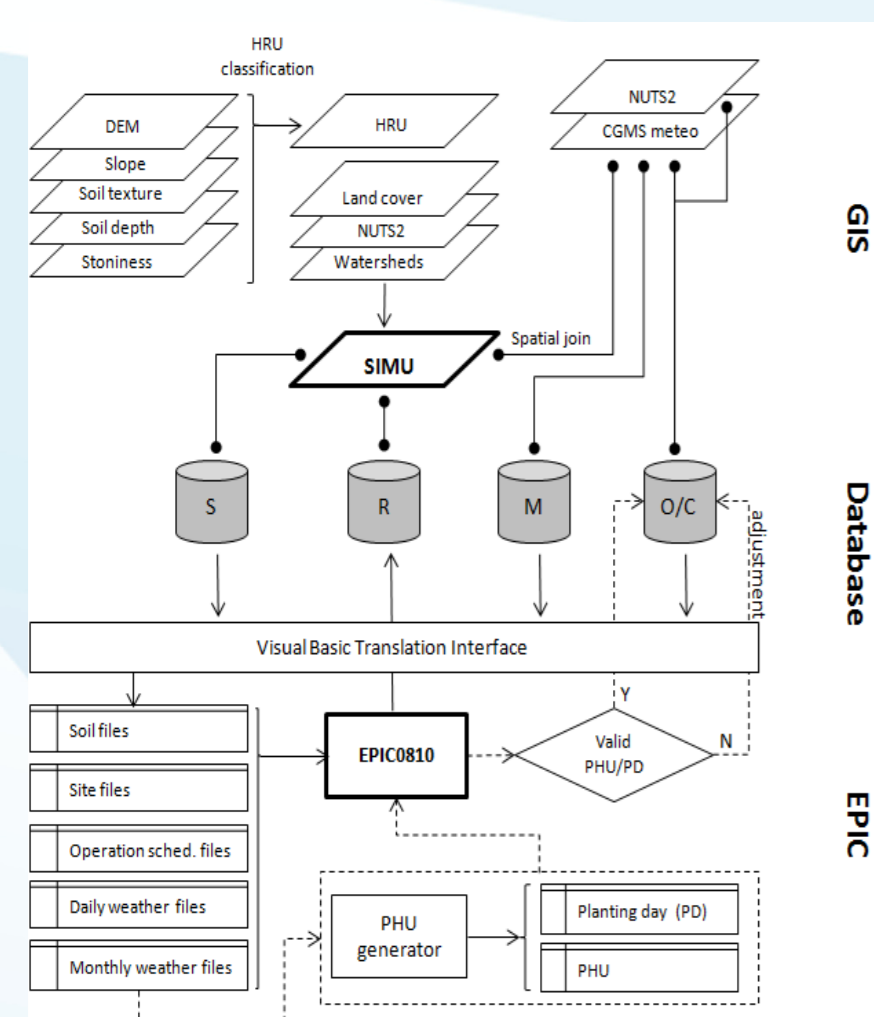 HRU
classification
DEM
Slope
Soil texture
Soil depth
Stoniness
HRU
Land cover
NUTS2
Watersheds
NUTS2
CGMS meteo
GIS
SIMU
Spatial join
S
R
M
O/C
adjustment
Database
Visual Basic Translation Interface
Soil files
Site files
Operation sched. files
Daily weather files
Monthly weather files
EPIC0810
Y
Valid
PHU/PD
N
EPIC
PHU
generator
Planting day (PD)
PHU